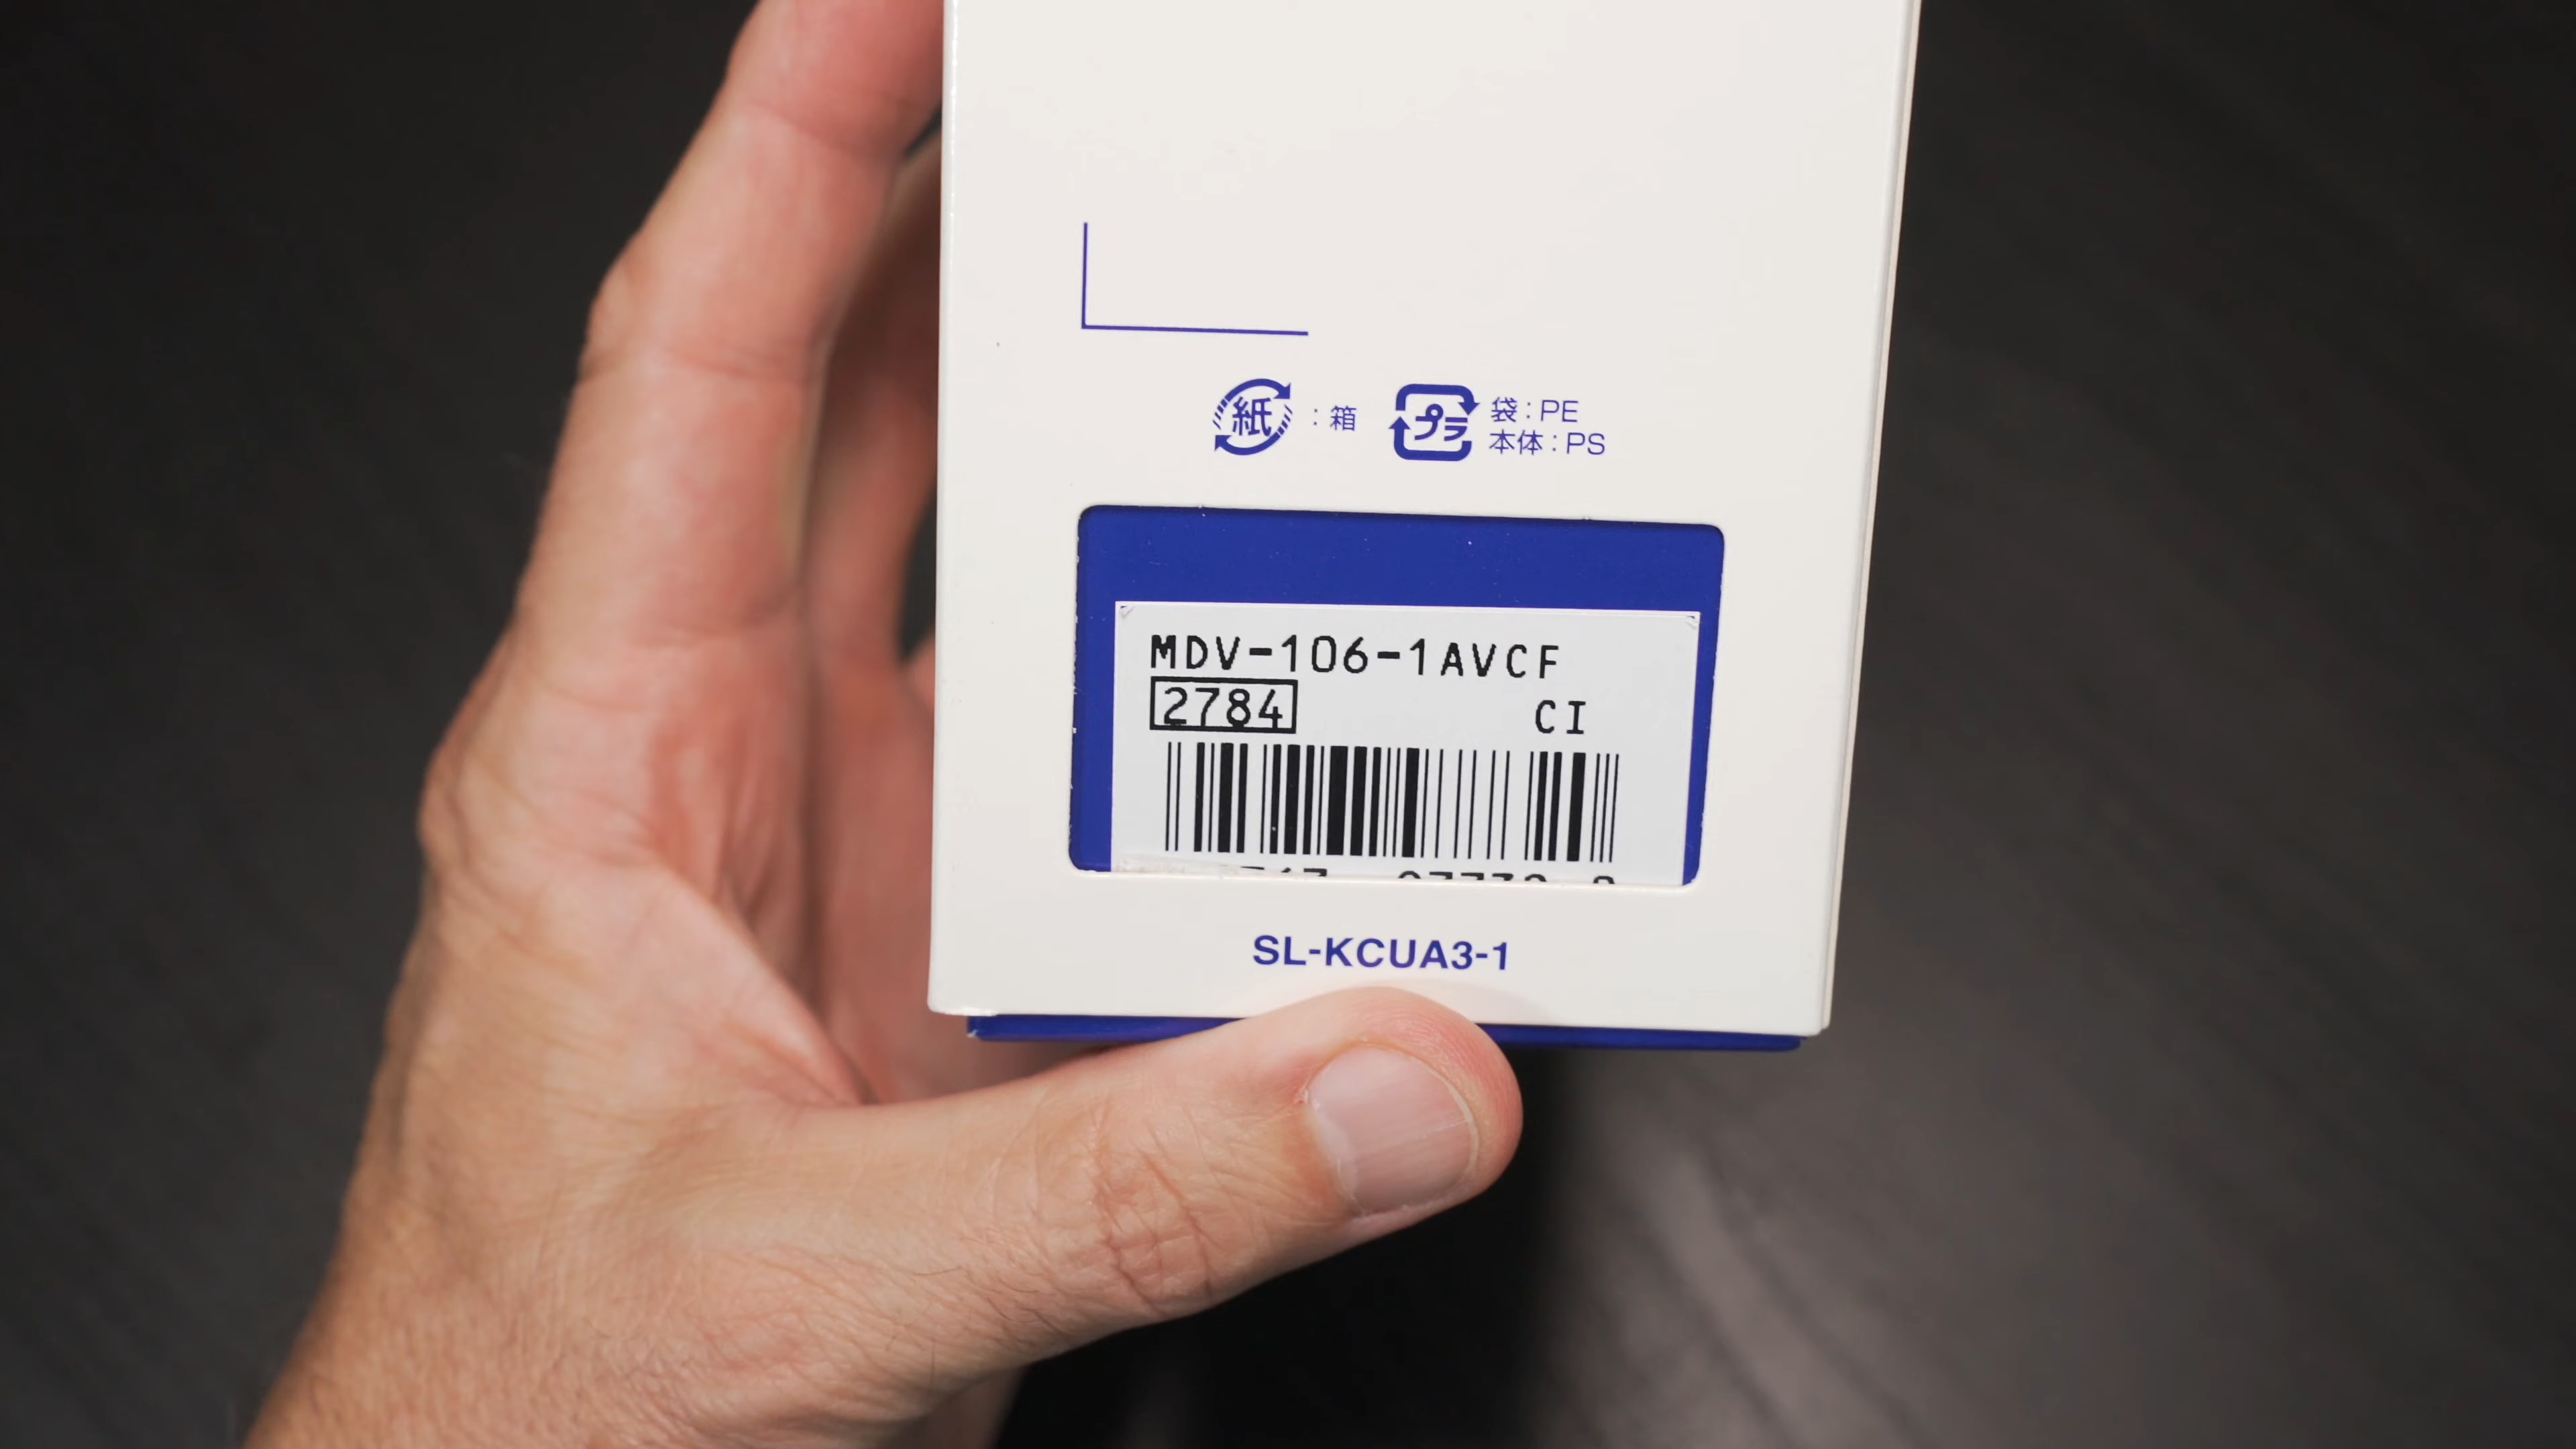 紙 : 箱
プラ 袋 : PE
本体 : PS
MDV-106-1AVCF
2784 CI
SL-KCUA3-1